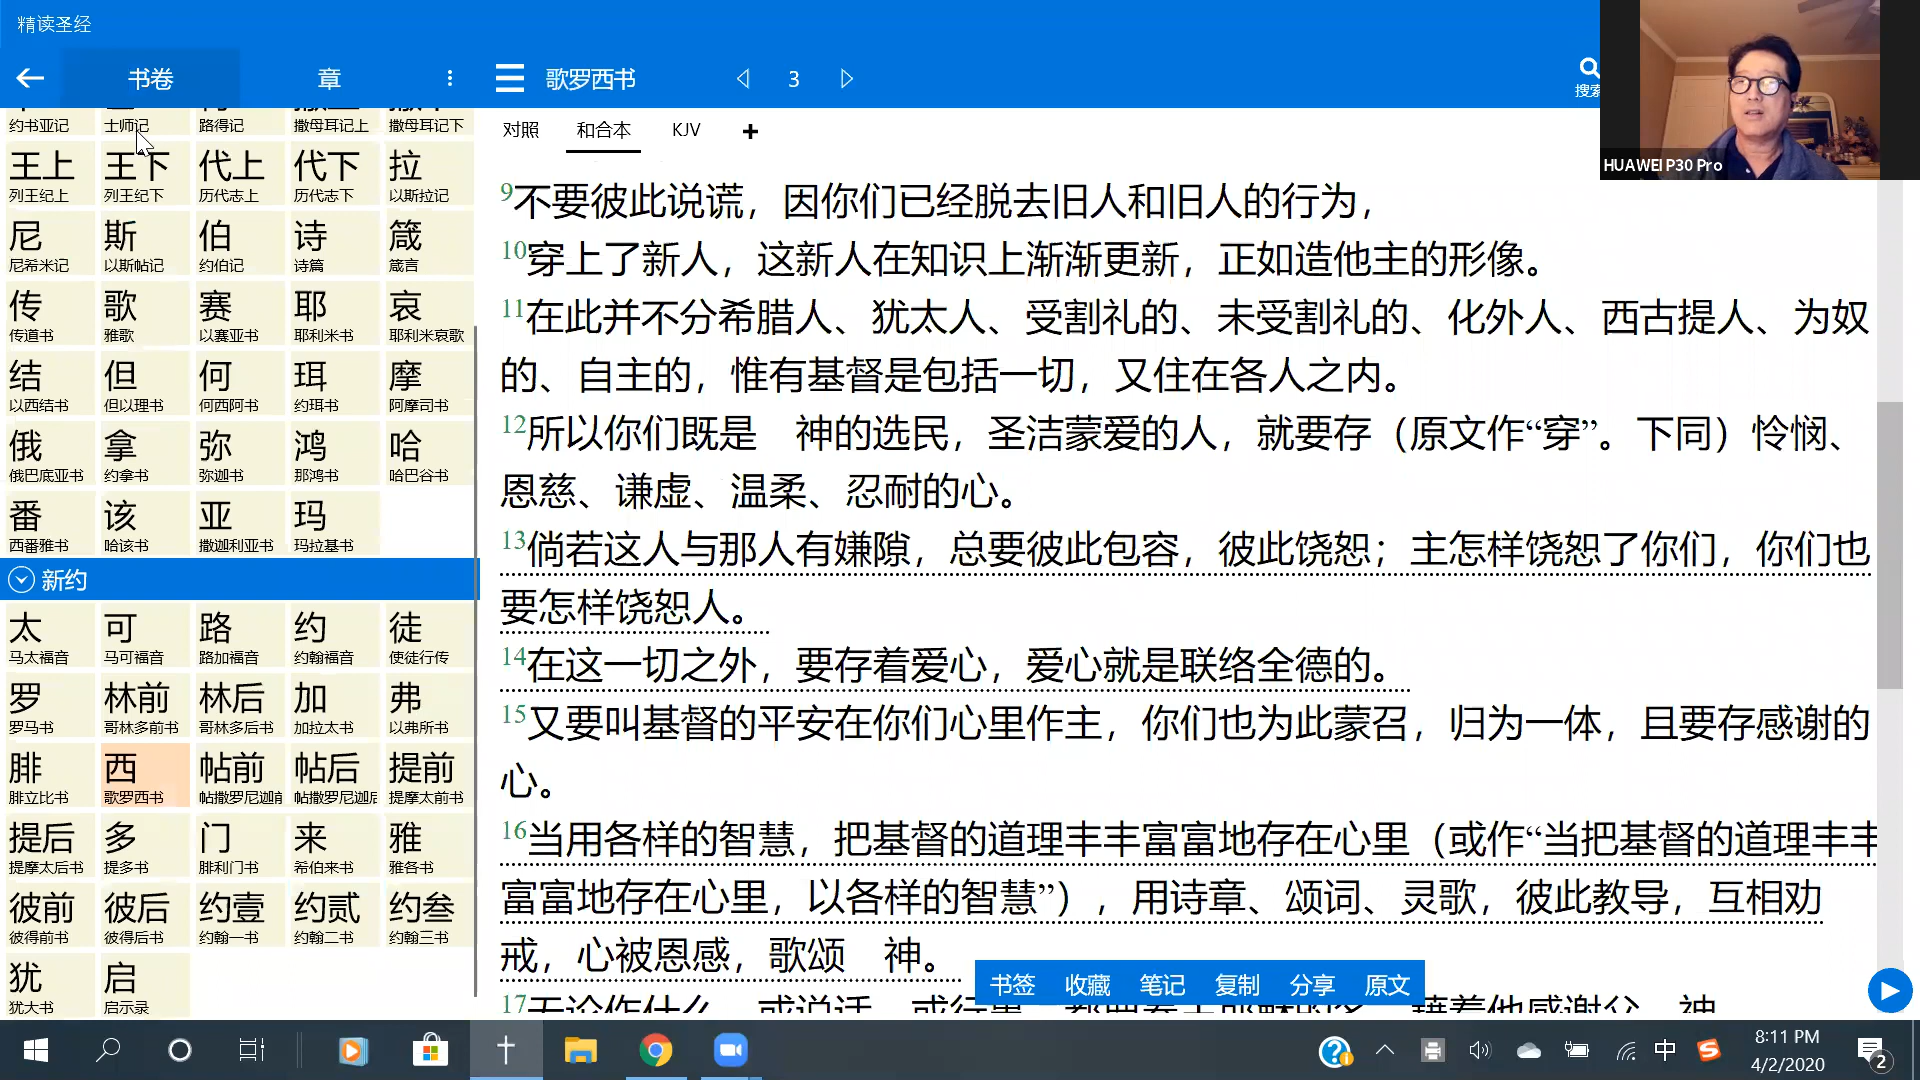 精读圣经
书卷
章
歌罗西书
3
搜索
HUAWEI P30 Pro
约书亚记
士师记
路得记
撒母耳记上
撒母耳记下
王上
王下
代上
代下
拉
列王纪上
列王纪下
历代志上
历代志下
以斯拉记
尼
斯
伯
诗
箴
尼希米记
以斯帖记
约伯记
诗篇
箴言
传
歌
赛
耶
哀
传道书
雅歌
以赛亚书
耶利米书
耶利米哀歌
结
但
何
珥
摩
以西结书
但以理书
何西阿书
约珥书
阿摩司书
俄
拿
弥
鸿
哈
俄巴底亚书
约拿书
弥迦书
那鸿书
哈巴谷书
番
该
亚
玛
西番雅书
哈该书
撒迦利亚书
玛拉基书
新约
太
可
路
约
徒
马太福音
马可福音
路加福音
约翰福音
使徒行传
罗
林前
林后
加
弗
罗马书
哥林多前书
哥林多后书
加拉太书
以弗所书
腓
西
帖前
帖后
提前
腓立比书
歌罗西书
帖撒罗尼迦前
帖撒罗尼迦后
提摩太前书
提后
多
门
来
雅
提摩太后书
提多书
腓利门书
希伯来书
雅各书
彼前
彼后
约壹
约贰
约叁
彼得前书
彼得后书
约翰一书
约翰二书
约翰三书
犹
启
犹大书
启示录
对照
和合本
KJV
9不要彼此说谎，因你们已经脱去旧人和旧人的行为，
10穿上了新人，这新人在知识上渐渐更新，正如造他主的形像。
11在此并不分希腊人、犹太人、受割礼的、未受割礼的、化外人、西古提人、为奴
的、自主的，惟有基督是包括一切，又住在各人之内。
12所以你们既是　神的选民，圣洁蒙爱的人，就要存（原文作“穿”。下同）怜悯、
恩慈、谦虚、温柔、忍耐的心。
13倘若这人与那人有嫌隙，总要彼此包容，彼此饶恕；主怎样饶恕了你们，你们也
要怎样饶恕人。
14在这一切之外，要存着爱心，爱心就是联络全德的。
15又要叫基督的平安在你们心里作主，你们也为此蒙召，归为一体，且要存感谢的
心。
16当用各样的智慧，把基督的道理丰丰富富地存在心里（或作“当把基督的道理丰丰
富富地存在心里，以各样的智慧”），用诗章、颂词、灵歌，彼此教导，互相劝
戒，心被恩感，歌颂　神。
17无论作什么，或说话，或行事，都要奉主耶稣的名，藉着他感谢父　神
书签
收藏
笔记
复制
分享
原文
中
8:11 PM
4/2/2020
2